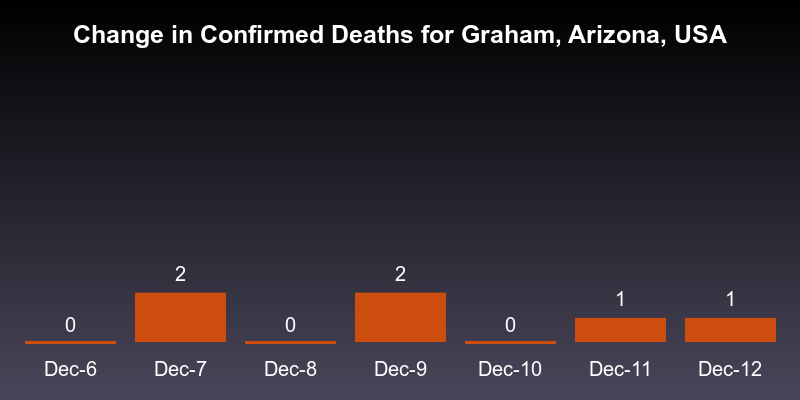 Change in Confirmed Deaths for Graham, Arizona, USA
0 2 0 2 0 1 1
Dec-6 Dec-7 Dec-8 Dec-9 Dec-10 Dec-11 Dec-12